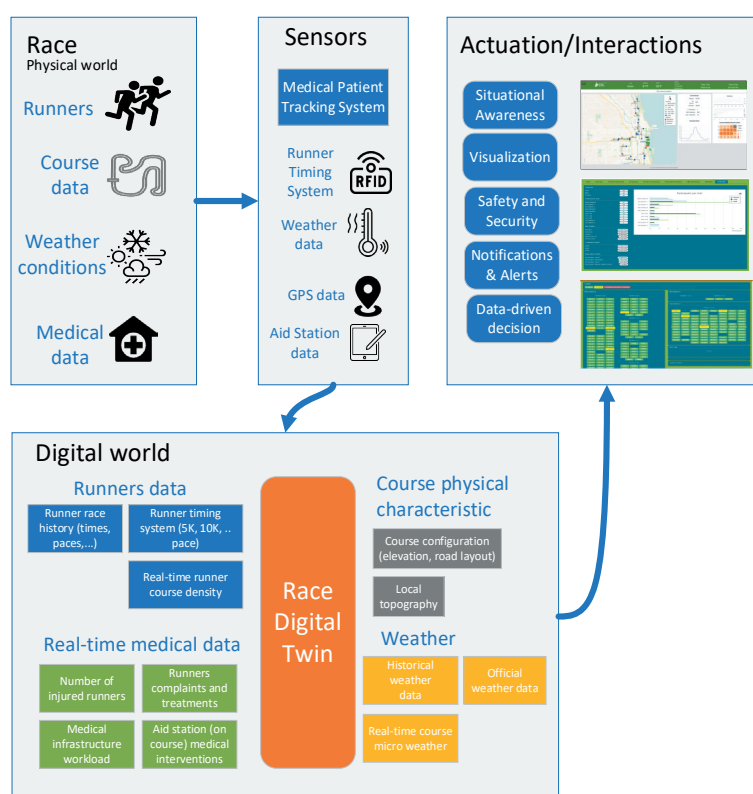 Race
Physical world
Runners
Course
data
Weather
conditions
Medical
data
Sensors
Medical Patient
Tracking System
Runner
Timing
System
RFID
Weather
data
GPS data
Aid Station
data
Actuation/Interactions
Situational
Awareness
Visualization
Safety and
Security
Notifications
& Alerts
Data-driven
decision
Digital world
Runners data
Runner race
history (times,
paces,...)
Runner timing
system (5K, 10K, ..
pace)
Real-time runner
course density
Real-time medical data
Number of
injured runners
Runners
complaints and
treatments
Medical
infrastructure
workload
Aid station (on
course) medical
interventions
Race
Digital
Twin
Course physical
characteristic
Course configuration
(elevation, road layout)
Local
topography
Weather
Historical
weather
data
Official
weather data
Real-time course
micro weather